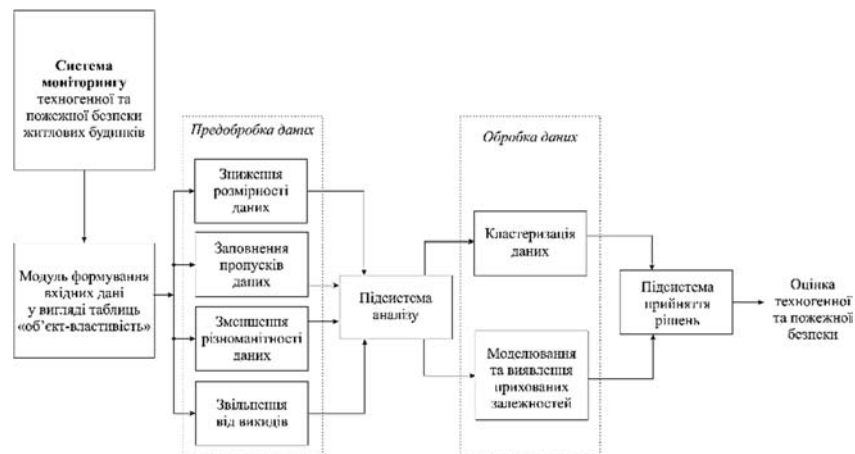 Система
моніторингу
техногенної та
пожежної безпеки
житлових будинків
Модуль формування
вхідних дані
у вигляді таблиць
«об’єкт-властивість»
Предобробка даних
Зниження
розмірності
даних
Заповнення
пропусків
даних
Зменшення
різноманітності
даних
Звільнення
від викидів
Підсистема
аналізу
Обробка даних
Кластеризація
даних
Моделювання
та виявлення
прихованих
залежностей
Підсистема
прийняття
рішень
Оцінка
техногенної
та пожежної
безпеки